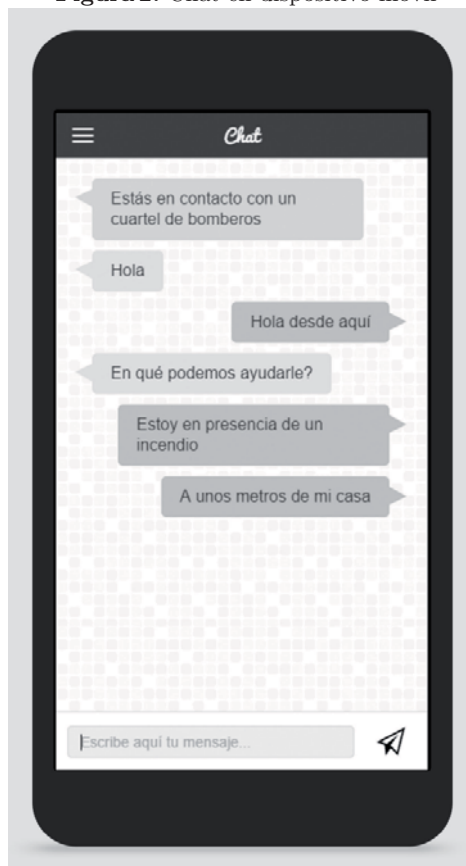 Chat
Estás en contacto con un
cuartel de bomberos
Hola
Hola desde aquí
En qué podemos ayudarle?
Estoy en presencia de un
incendio
A unos metros de mi casa
Escribe aquí tu mensaje...